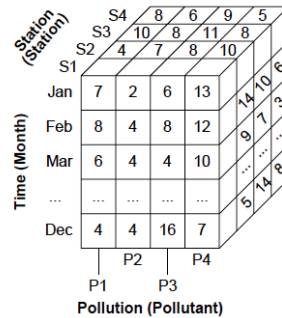 Station
(Station)
S4 8 6 9 5
S3 10 8 11 8
S2 4 7 8 10
S1
Time (Month)
Jan 7 2 6 13 14 10 6
Feb 8 4 8 12 9 7 3
Mar 6 4 4 10 ... ... ...
... ... ... ... ... 5 14 8
Dec 4 4 16 7
P1 P2 P3 P4
Pollution (Pollutant)